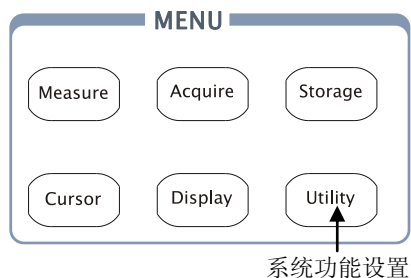 MENU
Measure Acquire Storage
Cursor Display Utility
系统功能设置